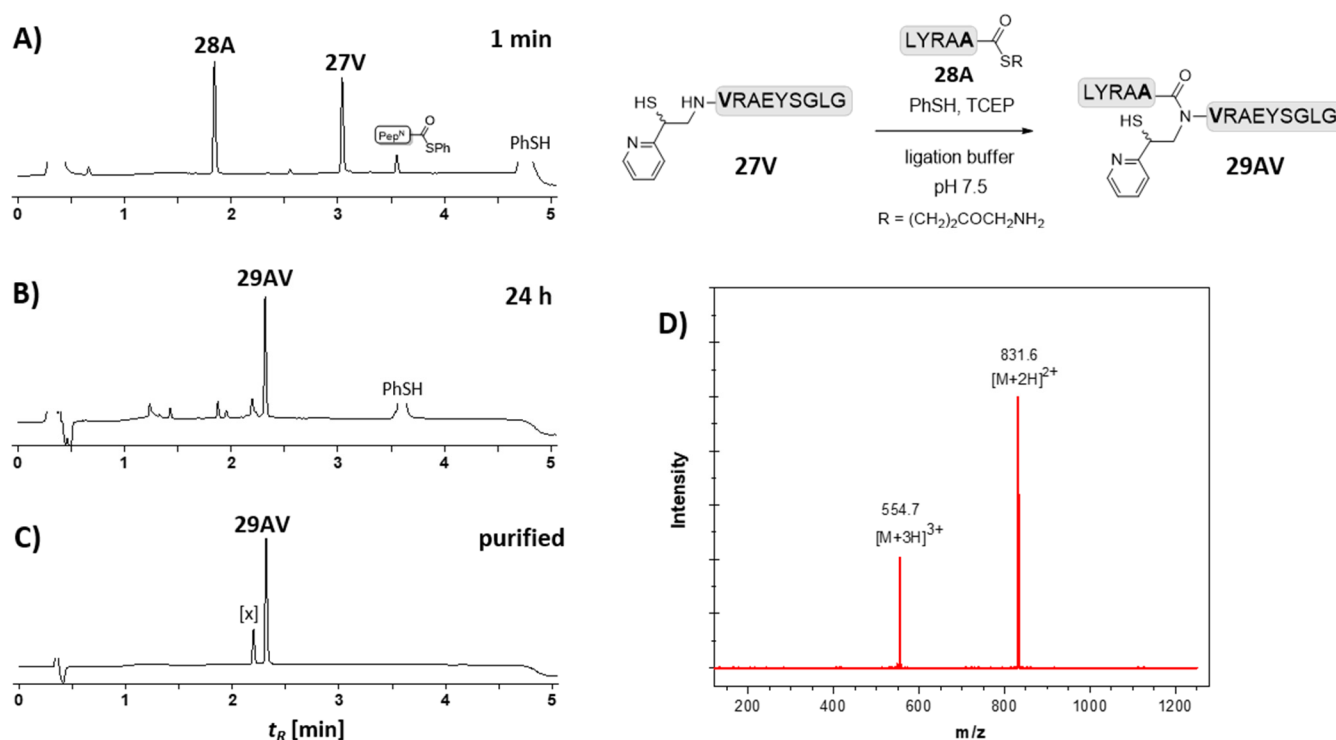 A)
1 min
28A
27V
Pepᴺ
O
SPh
PhSH
0 1 2 3 4 5
B)
24 h
29AV
PhSH
0 1 2 3 4 5
C)
purified
29AV
[x]
0 1 2 3 4 5
tR [min]
LYRAA
O
SR
28A
HS
HN
VRAEYSGLG
N
27V
PhSH, TCEP
ligation buffer
pH 7.5
R = (CH2)2COCH2NH2
LYRAA
O
HS
N
VRAEYSGLG
N
29AV
D)
831.6
[M+2H]2+
554.7
[M+3H]3+
Intensity
200 400 600 800 1000 1200
m/z